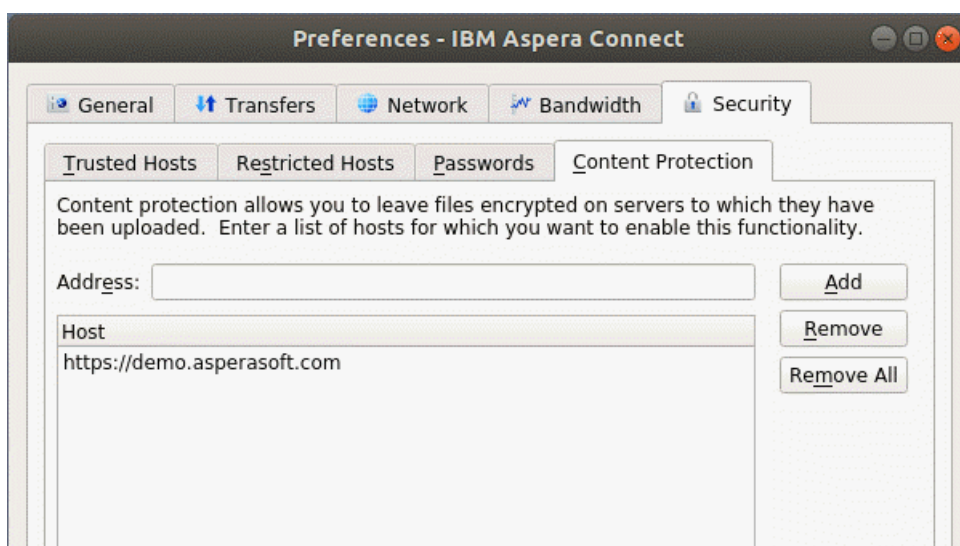 Preferences - IBM Aspera Connect
General Transfers Network Bandwidth Security
Trusted Hosts Restricted Hosts Passwords Content Protection
Content protection allows you to leave files encrypted on servers to which they have
been uploaded. Enter a list of hosts for which you want to enable this functionality.
Address: Add
Host Remove
https://demo.asperasoft.com
Remove All